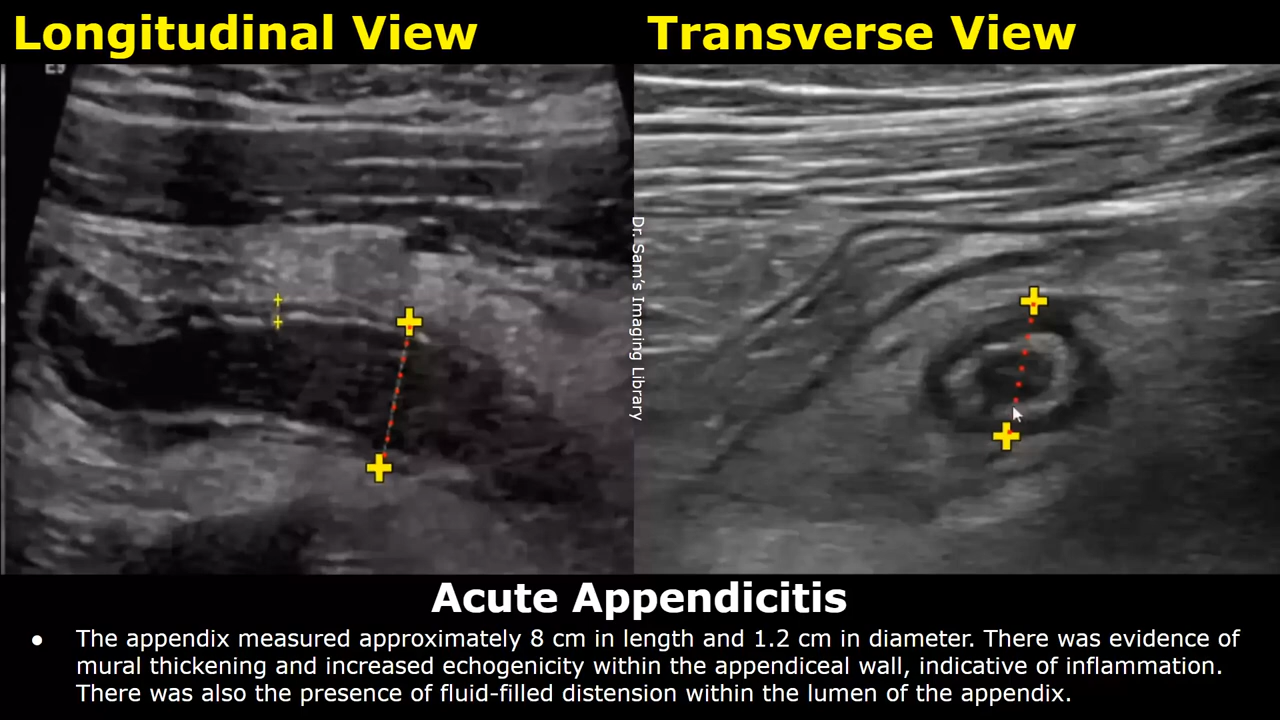 Longitudinal View
Transverse View
Dr. Sam's Imaging Library
Acute Appendicitis
• The appendix measured approximately 8 cm in length and 1.2 cm in diameter. There was evidence of
mural thickening and increased echogenicity within the appendiceal wall, indicative of inflammation.
There was also the presence of fluid-filled distension within the lumen of the appendix.